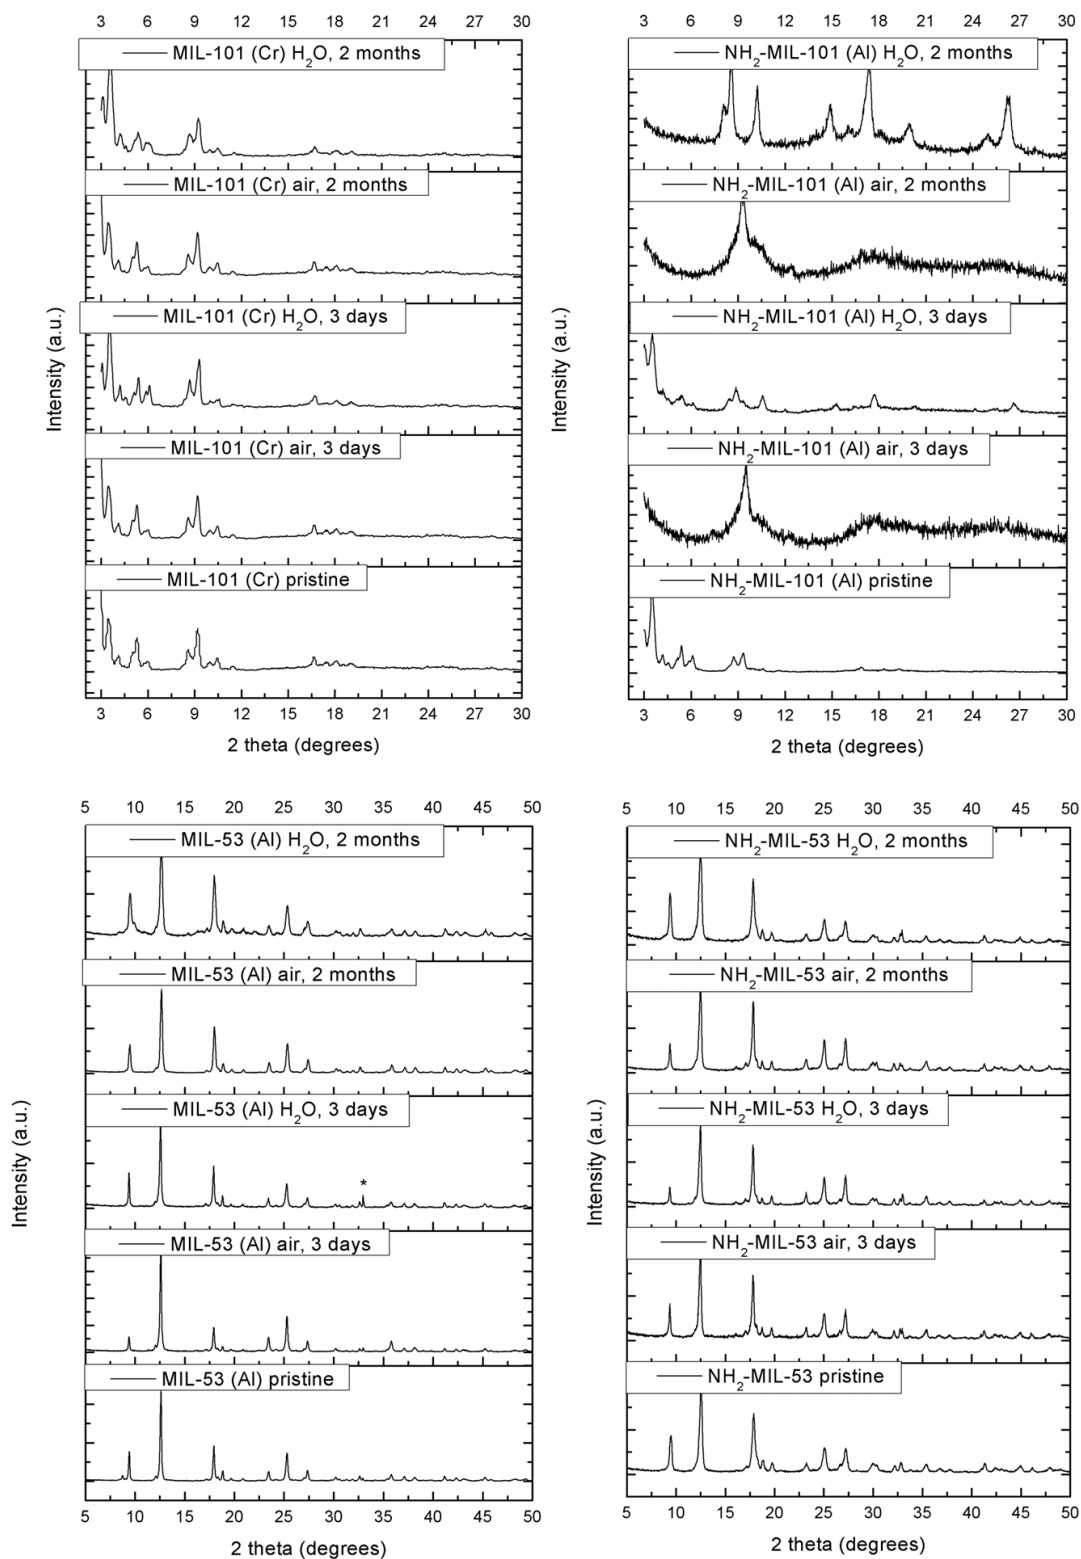 3 6 9 12 15 18 21 24 27 30
MIL-101 (Cr) H₂O, 2 months
MIL-101 (Cr) air, 2 months
MIL-101 (Cr) H₂O, 3 days
MIL-101 (Cr) air, 3 days
MIL-101 (Cr) pristine
Intensity (a.u.)
3 6 9 12 15 18 21 24 27 30
2 theta (degrees)
3 6 9 12 15 18 21 24 27 30
NH₂-MIL-101 (Al) H₂O, 2 months
NH₂-MIL-101 (Al) air, 2 months
NH₂-MIL-101 (Al) H₂O, 3 days
NH₂-MIL-101 (Al) air, 3 days
NH₂-MIL-101 (Al) pristine
Intensity (a.u.)
3 6 9 12 15 18 21 24 27 30
2 theta (degrees)
5 10 15 20 25 30 35 40 45 50
MIL-53 (Al) H₂O, 2 months
MIL-53 (Al) air, 2 months
MIL-53 (Al) H₂O, 3 days
*
MIL-53 (Al) air, 3 days
MIL-53 (Al) pristine
Intensity (a.u.)
5 10 15 20 25 30 35 40 45 50
2 theta (degrees)
5 10 15 20 25 30 35 40 45 50
NH₂-MIL-53 H₂O, 2 months
NH₂-MIL-53 air, 2 months
NH₂-MIL-53 H₂O, 3 days
NH₂-MIL-53 air, 3 days
NH₂-MIL-53 pristine
Intensity (a.u.)
5 10 15 20 25 30 35 40 45 50
2 theta (degrees)